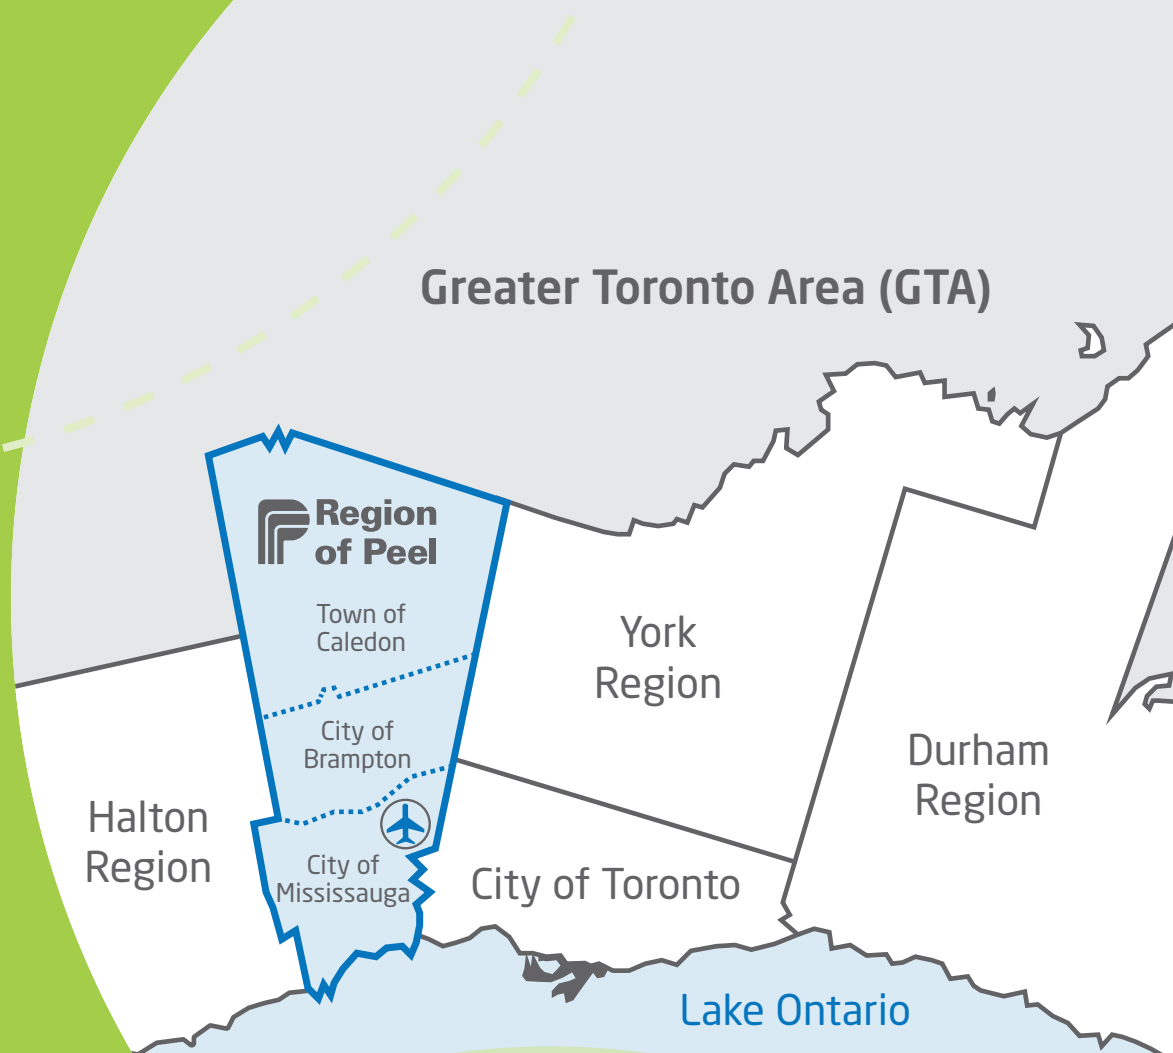 Greater Toronto Area (GTA)
Region
of Peel
Town of
Caledon
York
Region
City of
Brampton
Durham
Region
Halton
Region
City of
Mississauga
City of Toronto
Lake Ontario